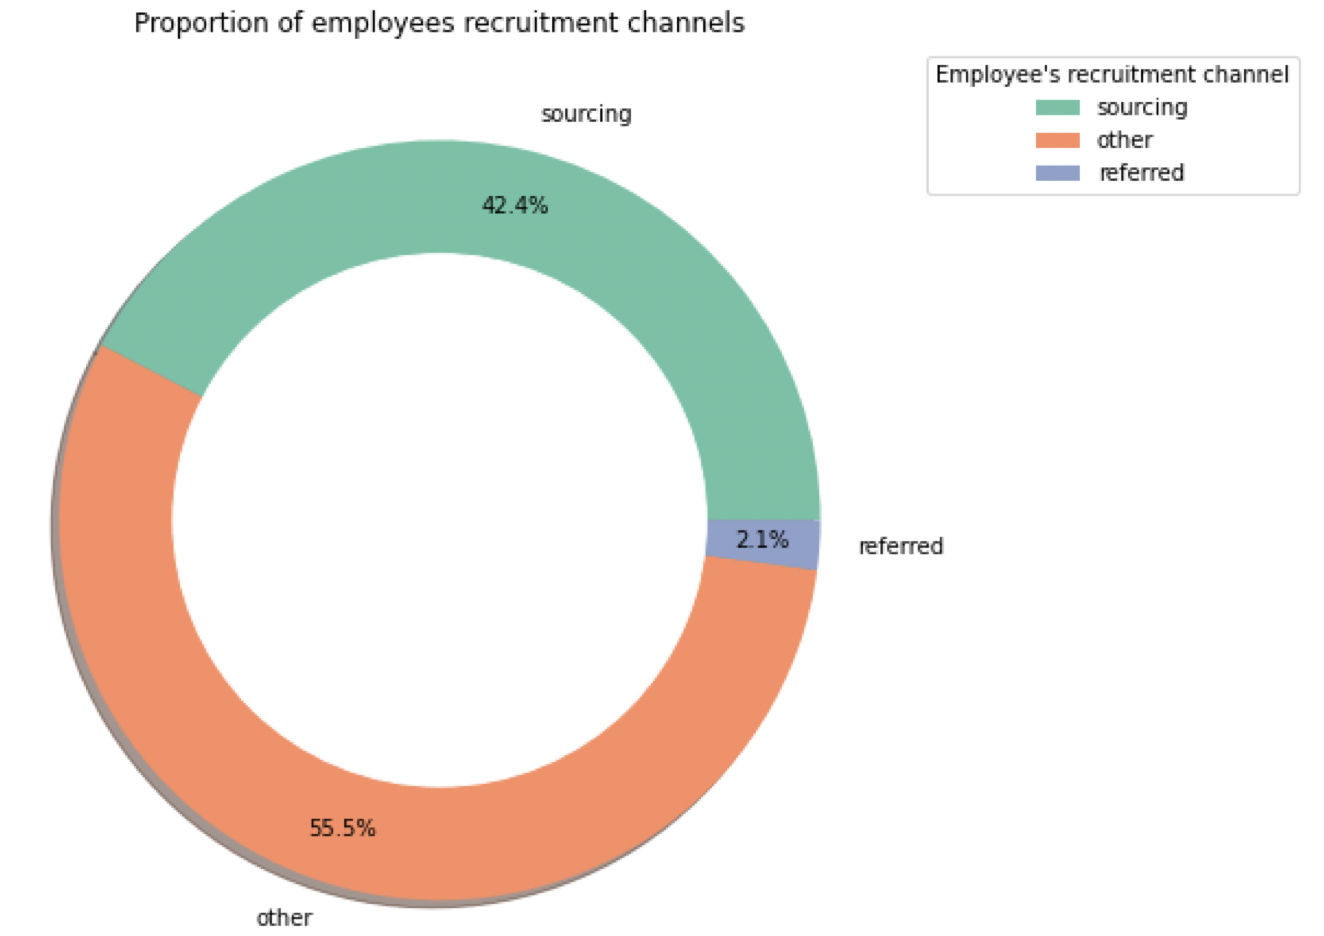 Proportion of employees recruitment channels
Employee's recruitment channel
sourcing
other
referred
sourcing
42.4%
2.1%
referred
55.5%
other